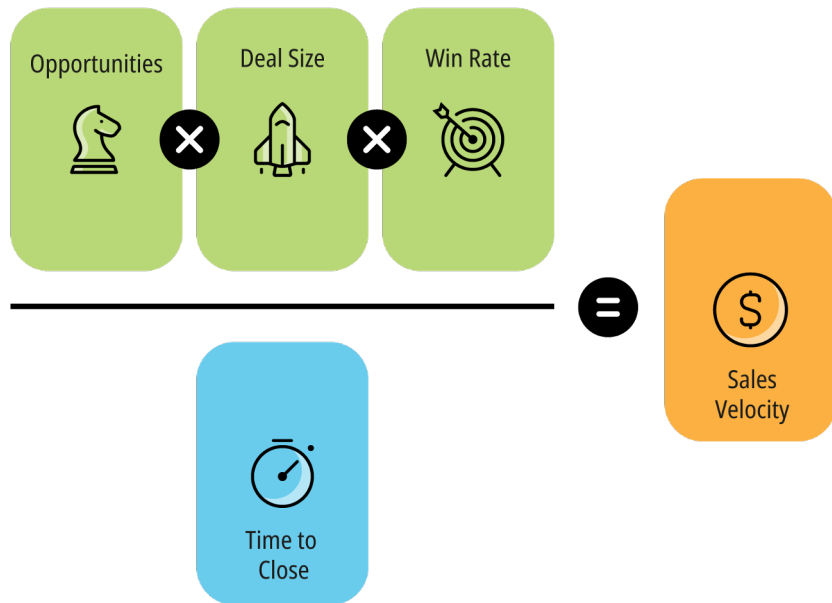 Opportunities
Deal Size
Win Rate
$
Sales
Velocity
Time to
Close